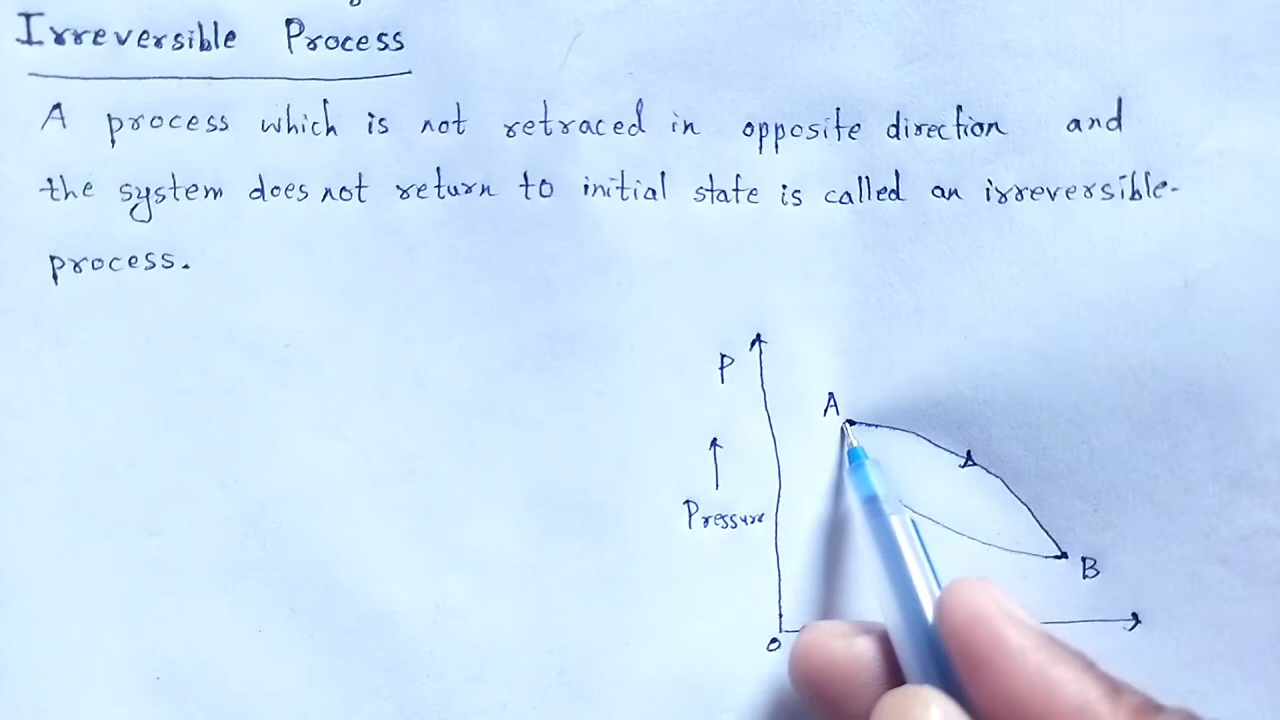 Irreversible Process
A process which is not retraced in opposite direction and
the system does not return to initial state is called an irreversible-
process.
P
A
Pressure
B
O